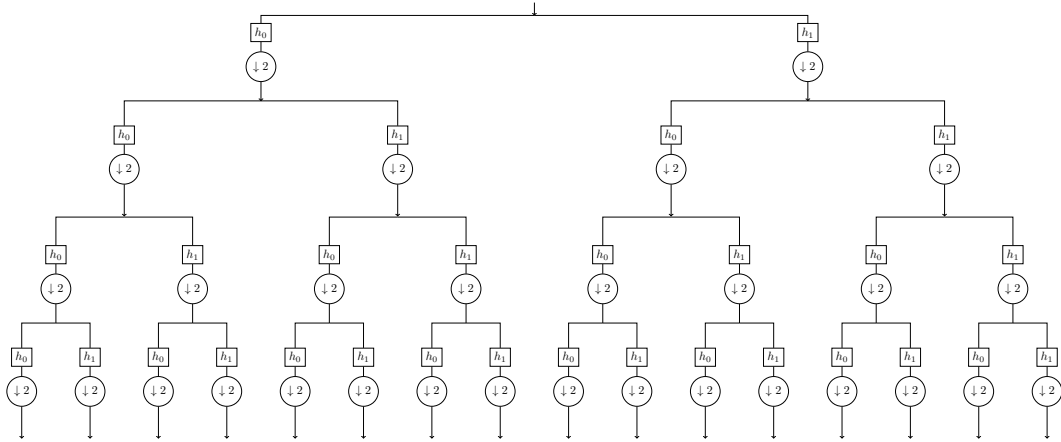 h₀ h₁
↓ 2 ↓ 2
h₀ h₁ h₀ h₁
↓ 2 ↓ 2 ↓ 2 ↓ 2
h₀ h₁ h₀ h₁ h₀ h₁ h₀ h₁
↓ 2 ↓ 2 ↓ 2 ↓ 2 ↓ 2 ↓ 2 ↓ 2 ↓ 2
h₀ h₁ h₀ h₁ h₀ h₁ h₀ h₁ h₀ h₁ h₀ h₁ h₀ h₁ h₀ h₁
↓ 2 ↓ 2 ↓ 2 ↓ 2 ↓ 2 ↓ 2 ↓ 2 ↓ 2 ↓ 2 ↓ 2 ↓ 2 ↓ 2 ↓ 2 ↓ 2 ↓ 2 ↓ 2